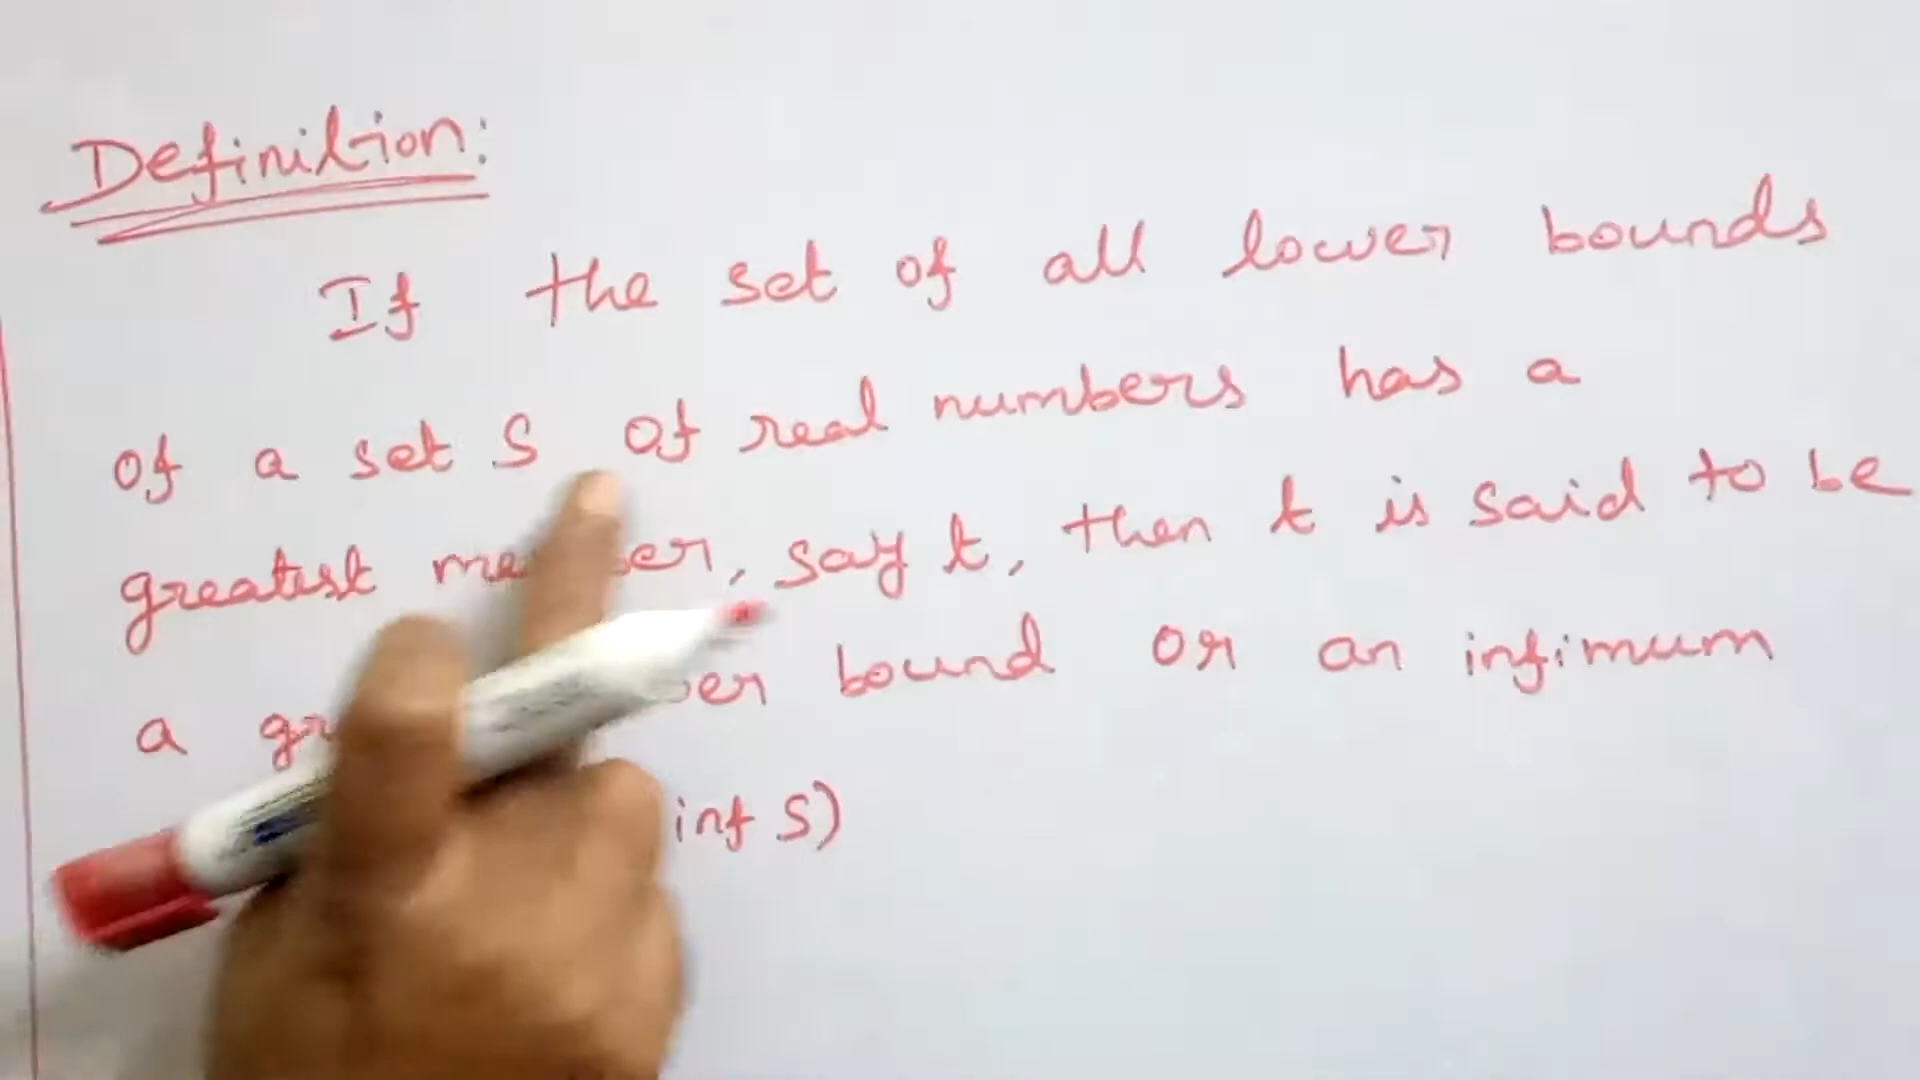 Definition:
If the set of all lower bounds
of a set S of real numbers has a
greatest member, say t, then t is said to be
a bound or an infimum
inf S)